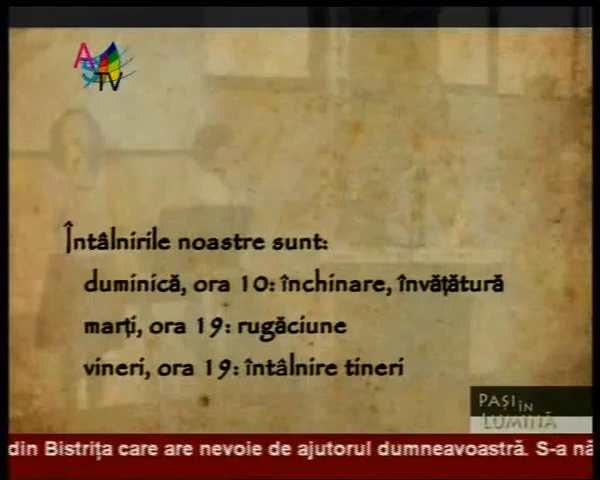 TV
Întâlnirile noastre sunt:
duminică, ora 10: închinare, învățătură
marți, ora 19: rugăciune
vineri, ora 19: întâlnire tineri
PAȘI ÎN
LUMINĂ
din Bistrița care are nevoie de ajutorul dumneavoastră. S-a nă